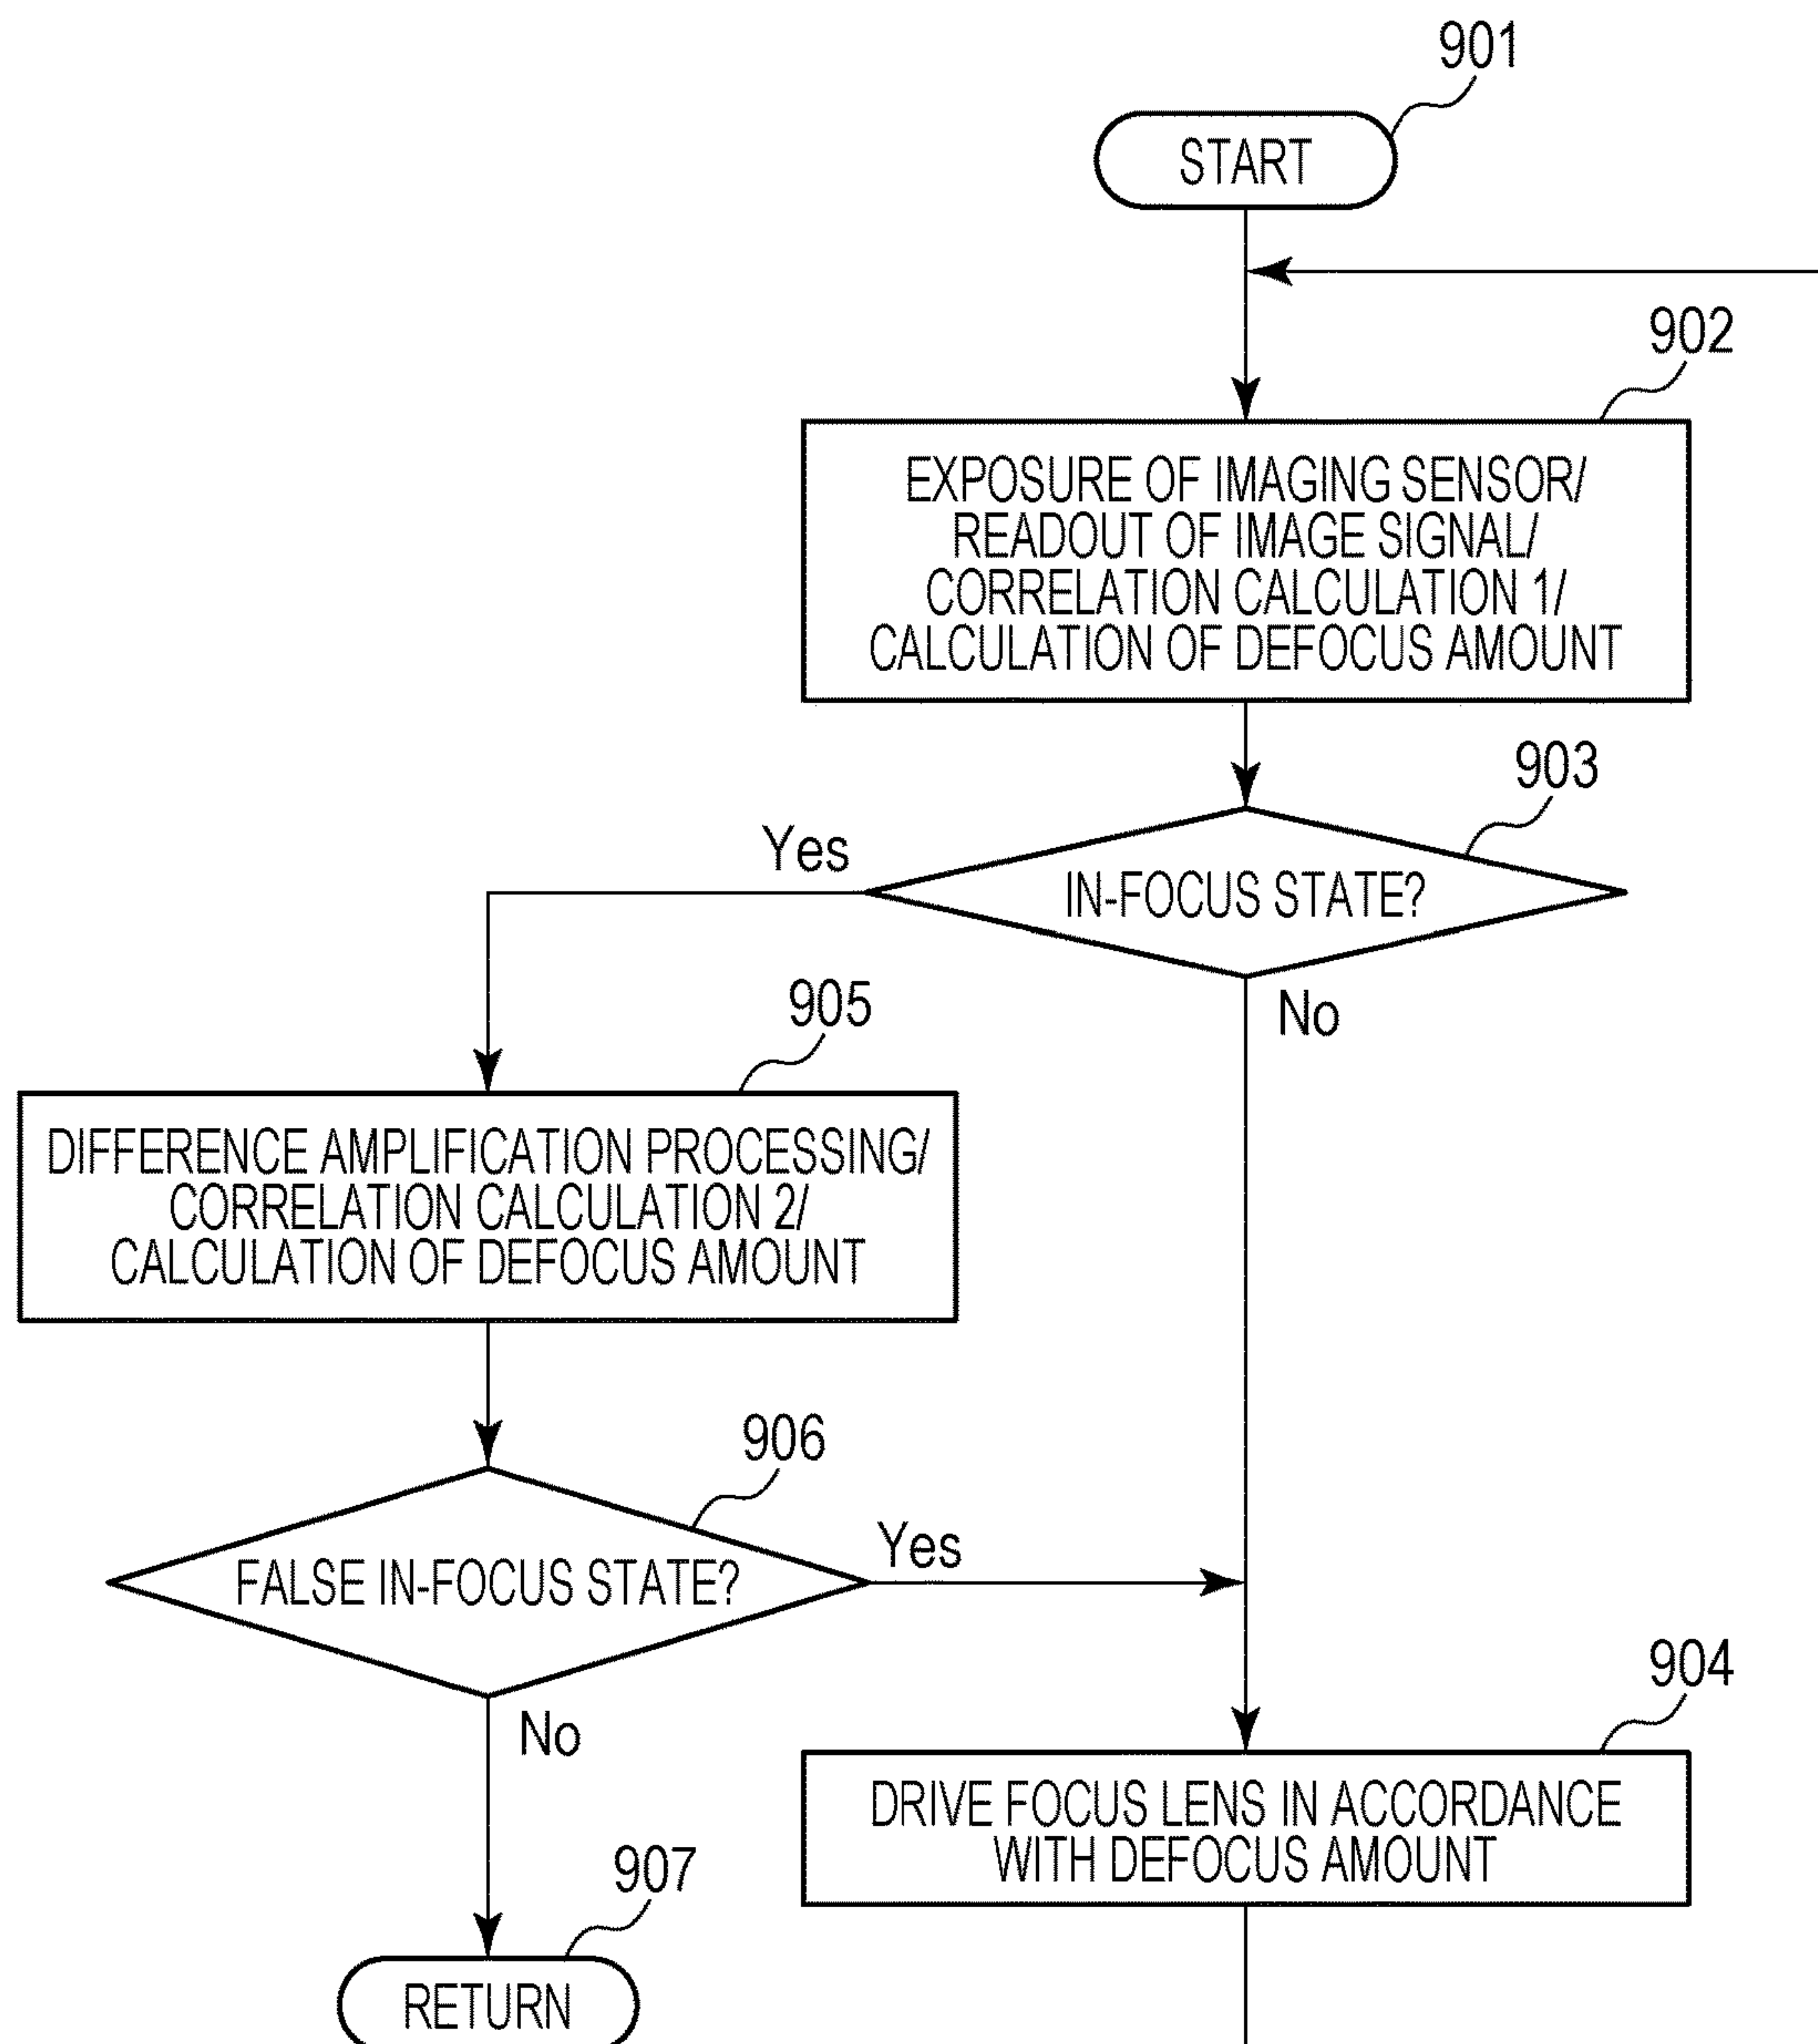 901
START
902
EXPOSURE OF IMAGING SENSOR/
READOUT OF IMAGE SIGNAL/
CORRELATION CALCULATION 1/
CALCULATION OF DEFOCUS AMOUNT
903
Yes
IN-FOCUS STATE?
No
905
DIFFERENCE AMPLIFICATION PROCESSING/
CORRELATION CALCULATION 2/
CALCULATION OF DEFOCUS AMOUNT
906
Yes
FALSE IN-FOCUS STATE?
No
904
DRIVE FOCUS LENS IN ACCORDANCE
WITH DEFOCUS AMOUNT
907
RETURN